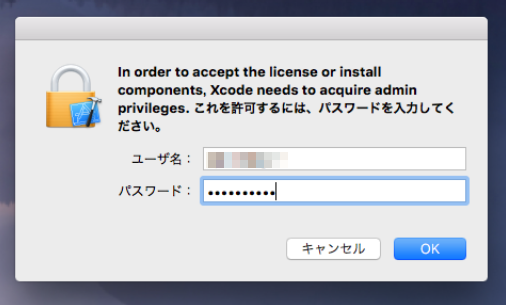 In order to accept the license or install
components, Xcode needs to acquire admin
privileges. これを許可するには、パスワードを入力してく
ださい。
ユーザ名：
パスワード： ••••••••••
キャンセル OK